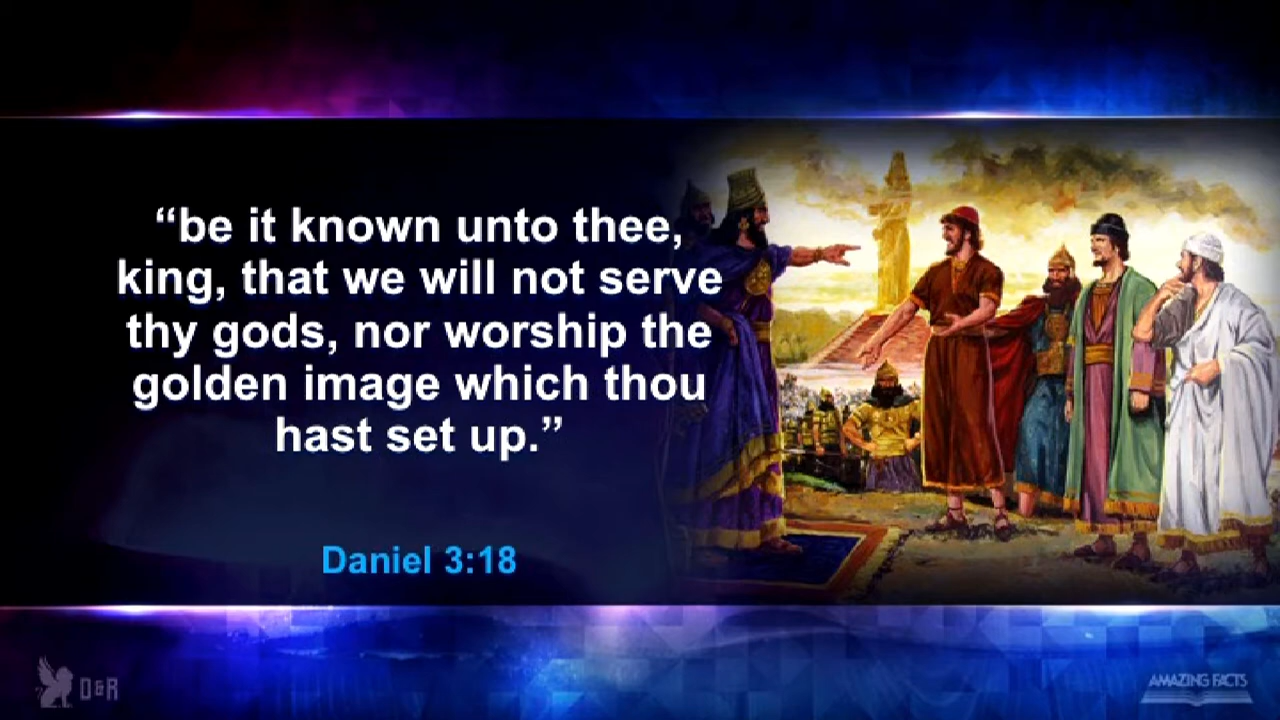 “be it known unto thee,
king, that we will not serve
thy gods, nor worship the
golden image which thou
hast set up.”
Daniel 3:18
D&R
AMAZING FACTS